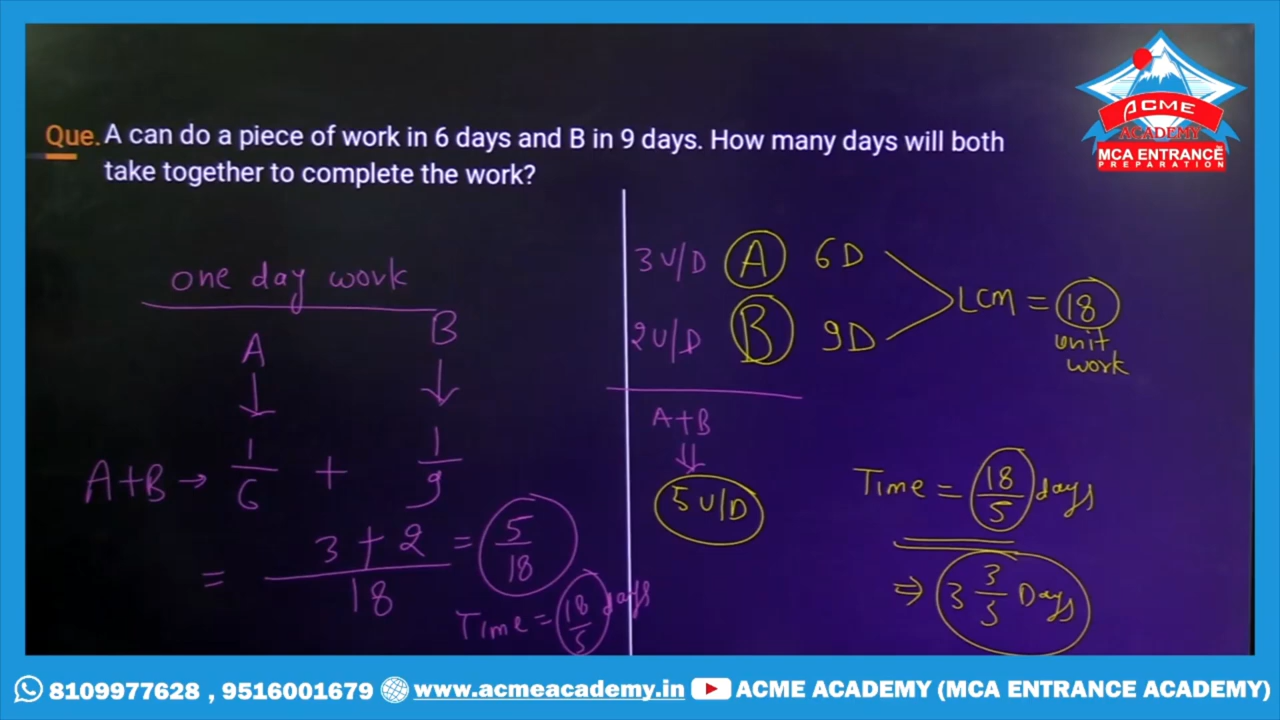 ACME
ACADEMY
MCA ENTRANCE
PREPARATION
Que. A can do a piece of work in 6 days and B in 9 days. How many days will both
take together to complete the work?
one day work
A
B
A+B → 1/6 + 1/9
= 3+2/18 = 5/18
Time = 18/5 days
3U/D A 6D
2U/D B 9D
LCM = 18
unit
work
A+B
⇓
5U/D
Time = 18/5 days
⇒ 3 3/5 Days
8109977628 , 9516001679 www.acmeacademy.in ACME ACADEMY (MCA ENTRANCE ACADEMY)